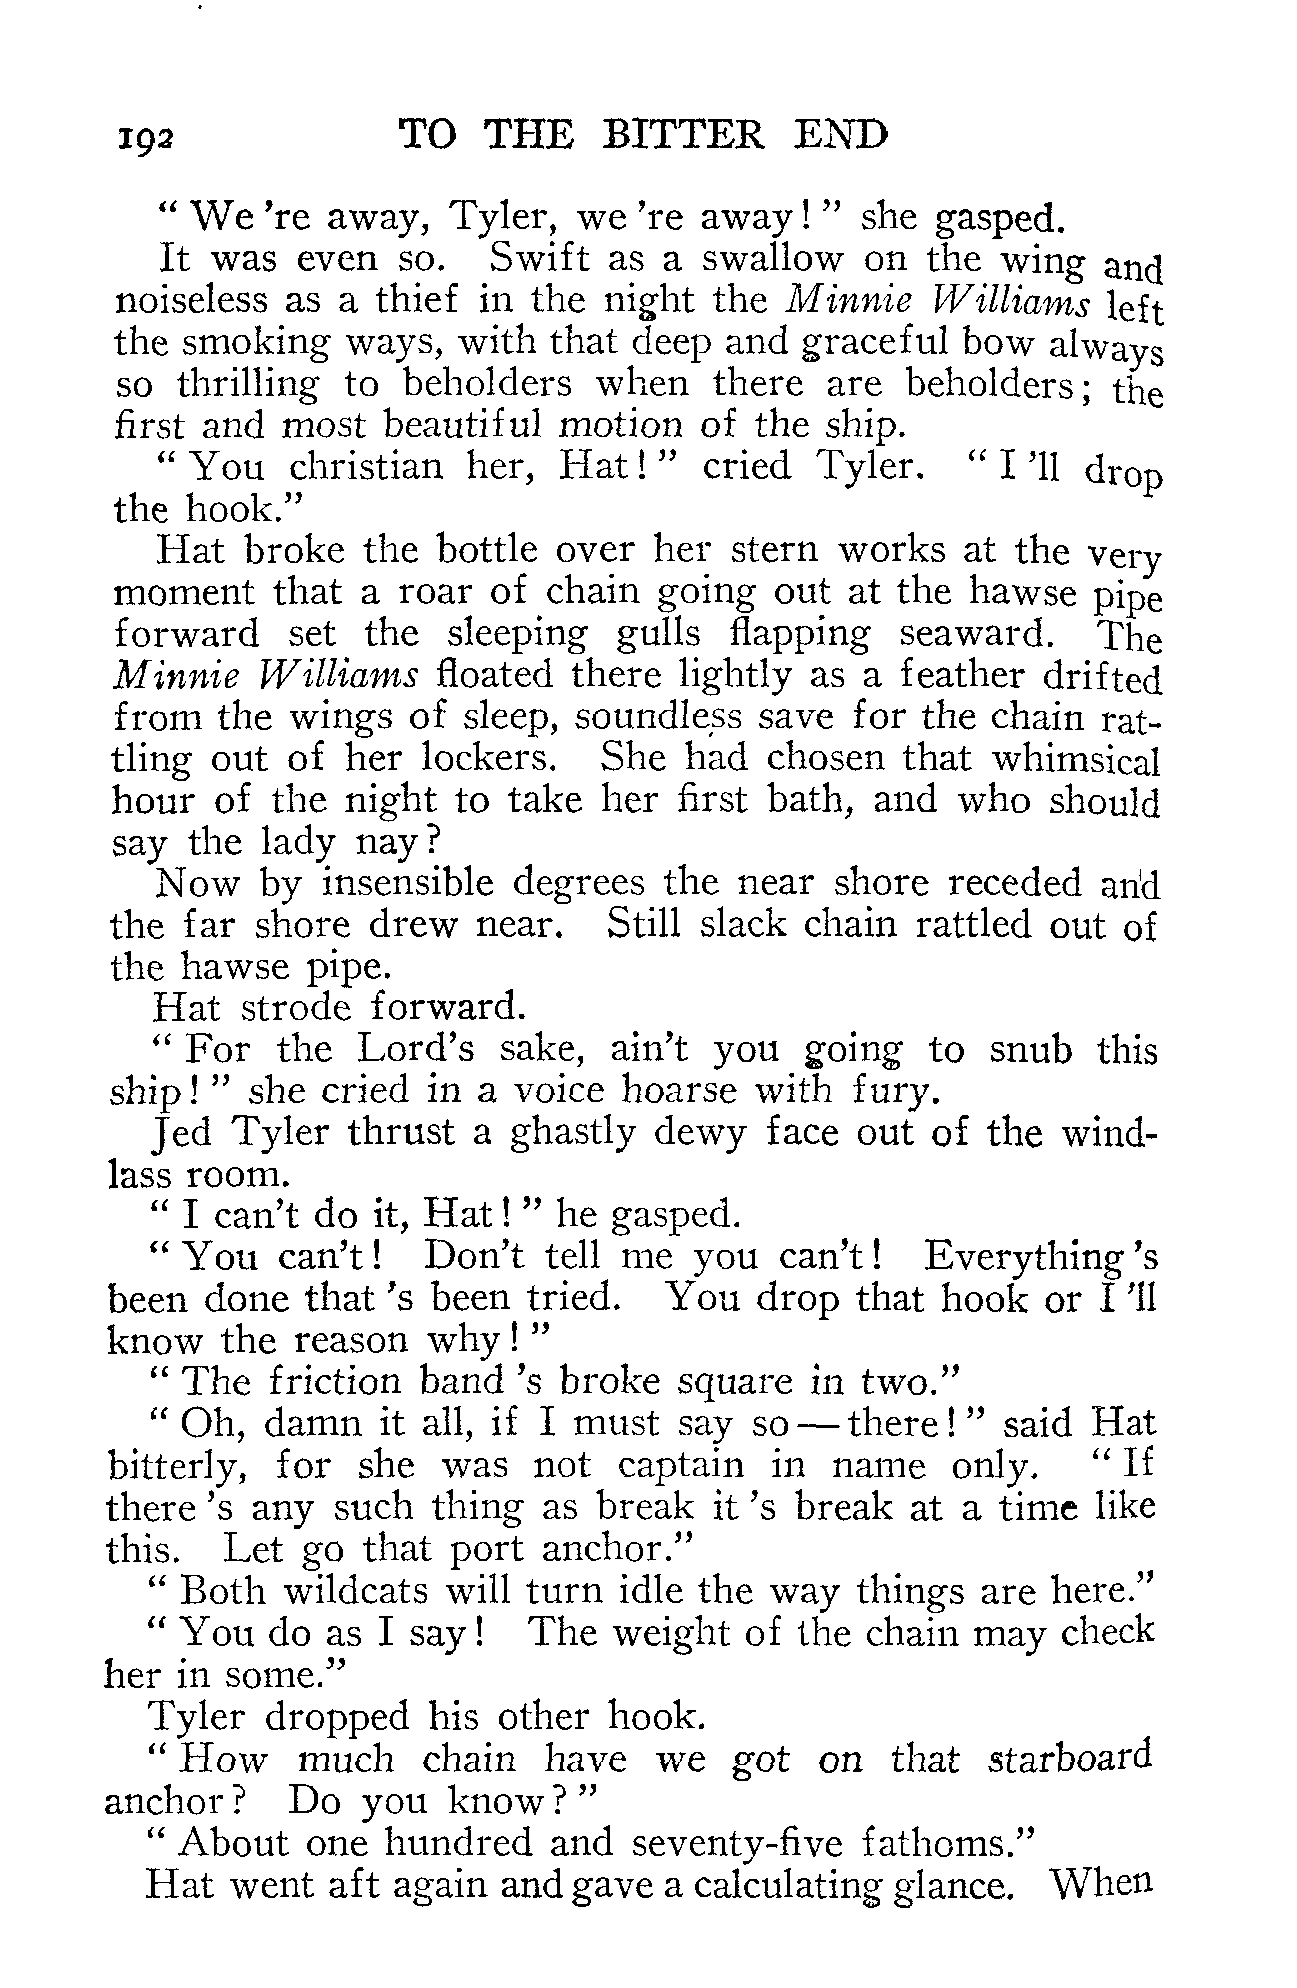 192 TO THE BITTER END
“ We ’re away, Tyler, we ’re away! ” she gasped.
It was even so. Swift as a swallow on the wing and
noiseless as a thief in the night the Minnie Williams left
the smoking ways, with that deep and graceful bow always
so thrilling to beholders when there are beholders; the
first and most beautiful motion of the ship.
“ You christian her, Hat! ” cried Tyler. “ I ’ll drop
the hook.”
Hat broke the bottle over her stern works at the very
moment that a roar of chain going out at the hawse pipe
forward set the sleeping gulls flapping seaward. The
Minnie Williams floated there lightly as a feather drifted
from the wings of sleep, soundless save for the chain rat-
tling out of her lockers. She had chosen that whimsical
hour of the night to take her first bath, and who should
say the lady nay?
Now by insensible degrees the near shore receded and
the far shore drew near. Still slack chain rattled out of
the hawse pipe.
Hat strode forward.
“ For the Lord’s sake, ain’t you going to snub this
ship! ” she cried in a voice hoarse with fury.
Jed Tyler thrust a ghastly dewy face out of the wind-
lass room.
“ I can’t do it, Hat! ” he gasped.
“ You can’t! Don’t tell me you can’t! Everything ’s
been done that ’s been tried. You drop that hook or I ’ll
know the reason why! ”
“ The friction band ’s broke square in two.”
“ Oh, damn it all, if I must say so — there! ” said Hat
bitterly, for she was not captain in name only. “ If
there ’s any such thing as break it ’s break at a time like
this. Let go that port anchor.”
“ Both wildcats will turn idle the way things are here.”
“ You do as I say! The weight of the chain may check
her in some.”
Tyler dropped his other hook.
“ How much chain have we got on that starboard
anchor? Do you know? ”
“ About one hundred and seventy-five fathoms.”
Hat went aft again and gave a calculating glance. When